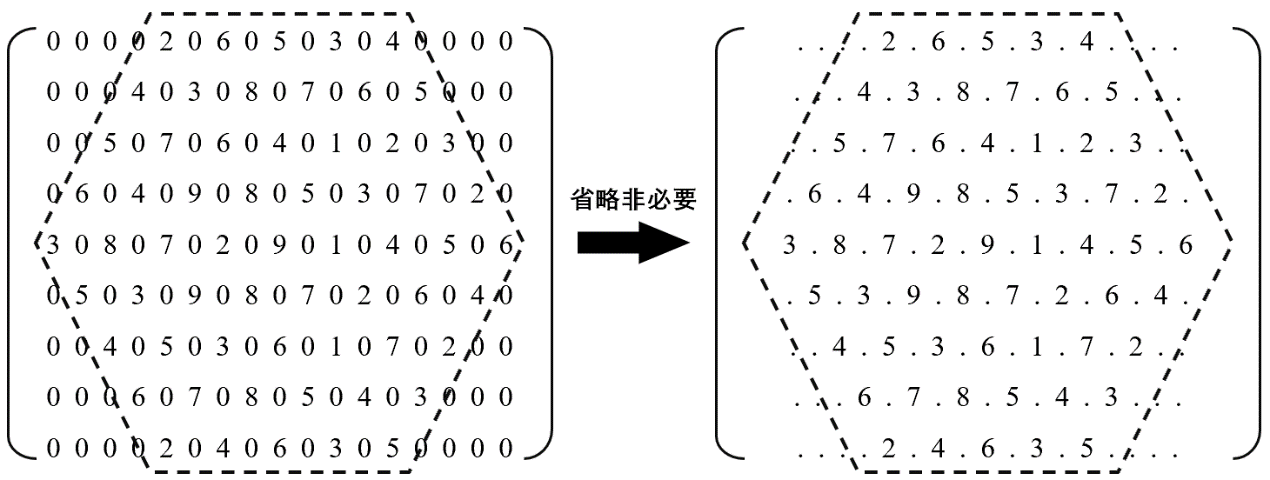 0 0 0 0 2 0 6 0 5 0 3 0 4 0 0 0 0
0 0 0 4 0 3 0 8 0 7 0 6 0 5 0 0 0
0 0 5 0 7 0 6 0 4 0 1 0 2 0 3 0 0
0 6 0 4 0 9 0 8 0 5 0 3 0 7 0 2 0
3 0 8 0 7 0 2 0 9 0 1 0 4 0 5 0 6
0 5 0 3 0 9 0 8 0 7 0 2 0 6 0 4 0
0 0 4 0 5 0 3 0 6 0 1 0 7 0 2 0 0
0 0 0 6 0 7 0 8 0 5 0 4 0 3 0 0 0
0 0 0 0 2 0 4 0 6 0 3 0 5 0 0 0 0
省略非必要
. . . . 2 . 6 . 5 . 3 . 4 . . . .
. . . 4 . 3 . 8 . 7 . 6 . 5 . . .
. . 5 . 7 . 6 . 4 . 1 . 2 . 3 . .
. 6 . 4 . 9 . 8 . 5 . 3 . 7 . 2 .
3 . 8 . 7 . 2 . 9 . 1 . 4 . 5 . 6
. 5 . 3 . 9 . 8 . 7 . 2 . 6 . 4 .
. . 4 . 5 . 3 . 6 . 1 . 7 . 2 . .
. . . 6 . 7 . 8 . 5 . 4 . 3 . . .
. . . . 2 . 4 . 6 . 3 . 5 . . . .